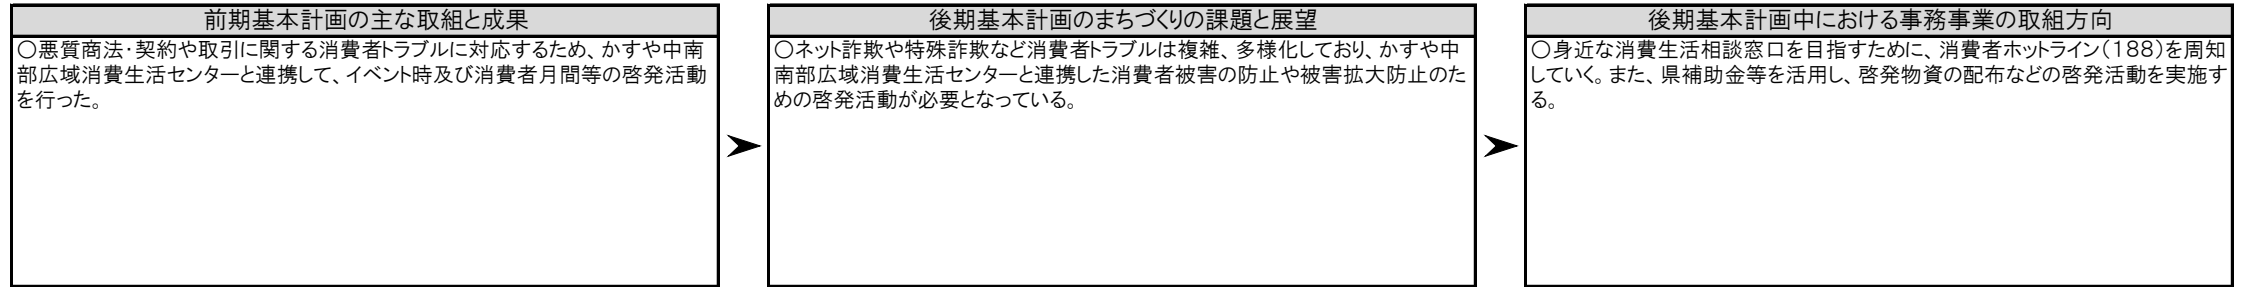 前期基本計画の主な取組と成果
○悪質商法・契約や取引に関する消費者トラブルに対応するため、かすや中南
部広域消費生活センターと連携して、イベント時及び消費者月間等の啓発活動
を行った。
後期基本計画のまちづくりの課題と展望
○ネット詐欺や特殊詐欺など消費者トラブルは複雑、多様化しており、かすや中
南部広域消費生活センターと連携した消費者被害の防止や被害拡大防止のた
めの啓発活動が必要となっている。
後期基本計画中における事務事業の取組方向
○身近な消費生活相談窓口を目指すために、消費者ホットライン(188)を周知
していく。また、県補助金等を活用し、啓発物資の配布などの啓発活動を実施す
る。